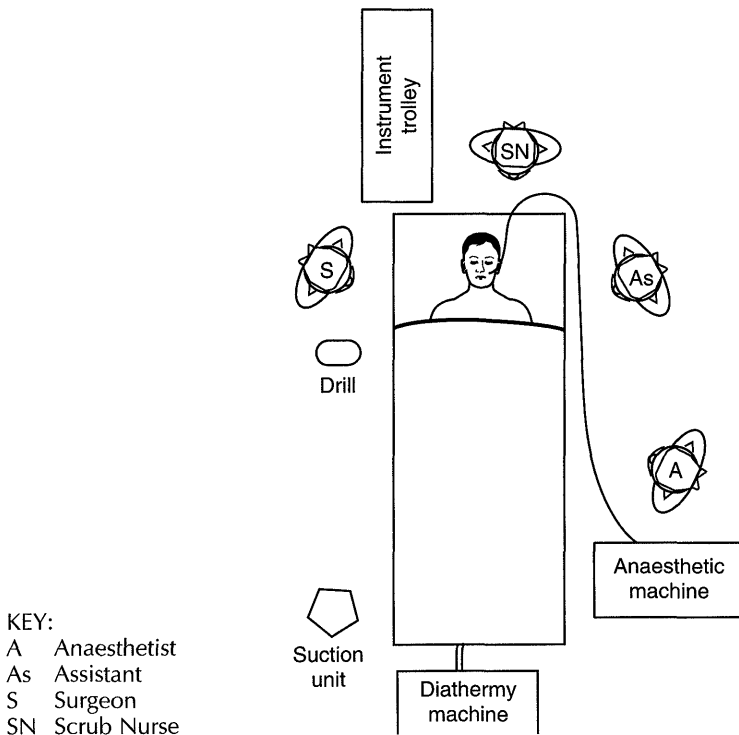 Instrument
trolley
SN
S
As
Drill
A
Anaesthetic
machine
Suction
unit
Diathermy
machine
KEY:
A Anaesthetist
As Assistant
S Surgeon
SN Scrub Nurse